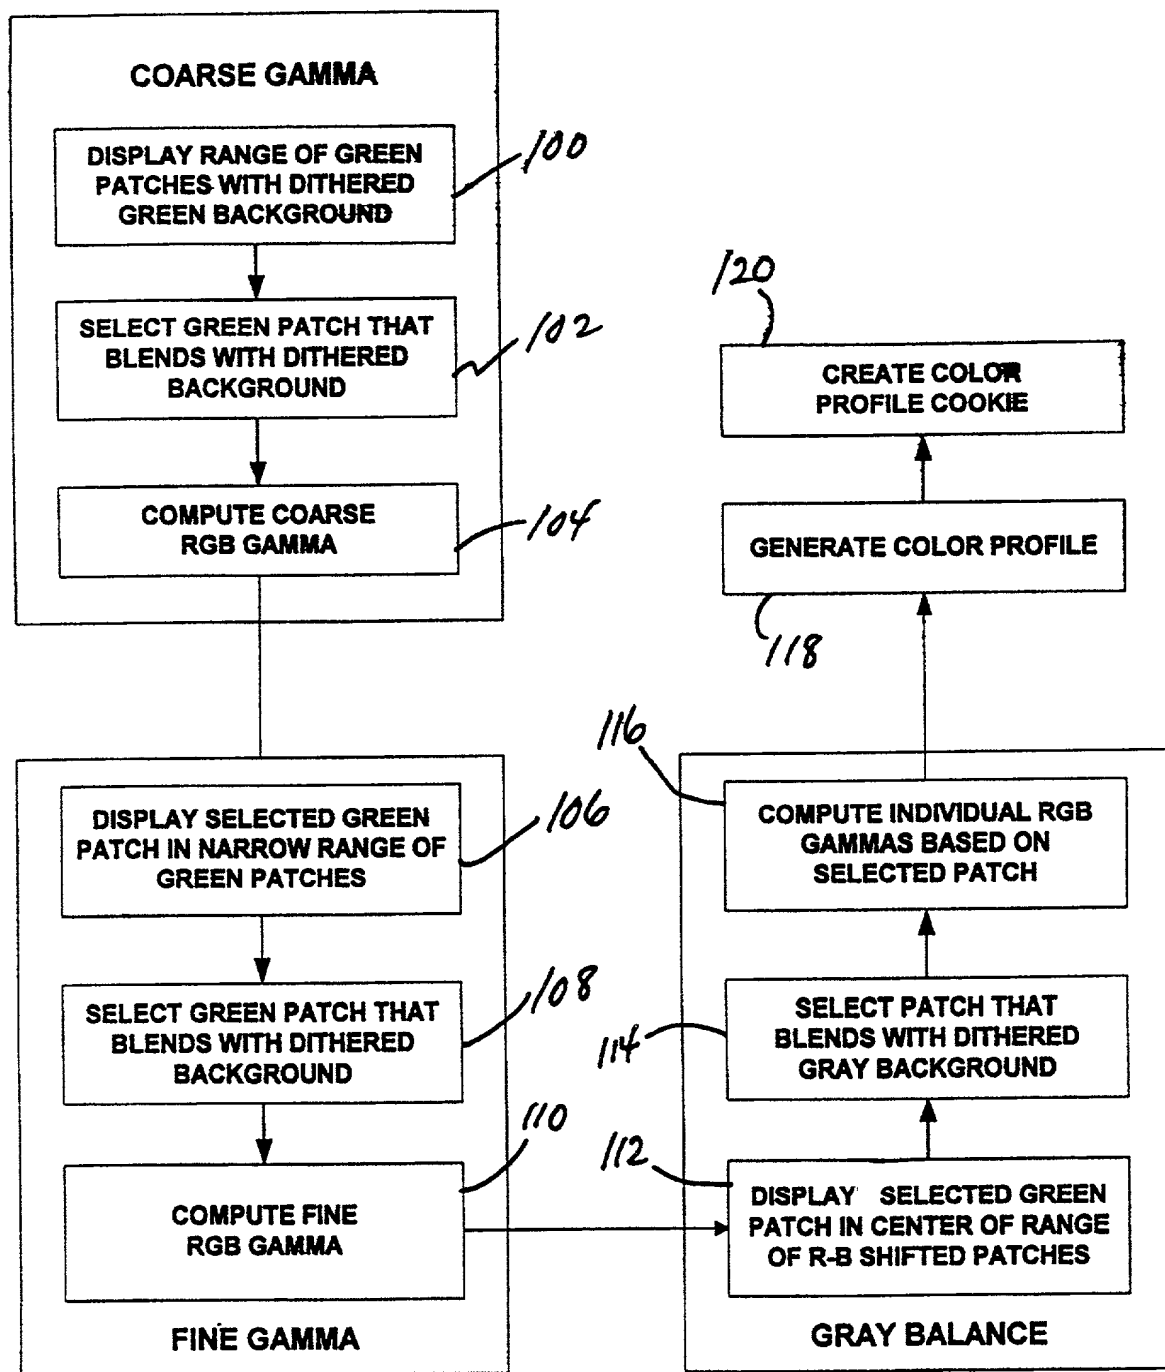 COARSE GAMMA
DISPLAY RANGE OF GREEN
PATCHES WITH DITHERED
GREEN BACKGROUND
100
SELECT GREEN PATCH THAT
BLENDS WITH DITHERED
BACKGROUND
102
COMPUTE COARSE
RGB GAMMA
104
DISPLAY SELECTED GREEN
PATCH IN NARROW RANGE OF
GREEN PATCHES
106
SELECT GREEN PATCH THAT
BLENDS WITH DITHERED
BACKGROUND
108
COMPUTE FINE
RGB GAMMA
110
FINE GAMMA
112
DISPLAY SELECTED GREEN
PATCH IN CENTER OF RANGE
OF R-B SHIFTED PATCHES
114
SELECT PATCH THAT
BLENDS WITH DITHERED
GRAY BACKGROUND
116
COMPUTE INDIVIDUAL RGB
GAMMAS BASED ON
SELECTED PATCH
GRAY BALANCE
GENERATE COLOR PROFILE
118
120
CREATE COLOR
PROFILE COOKIE